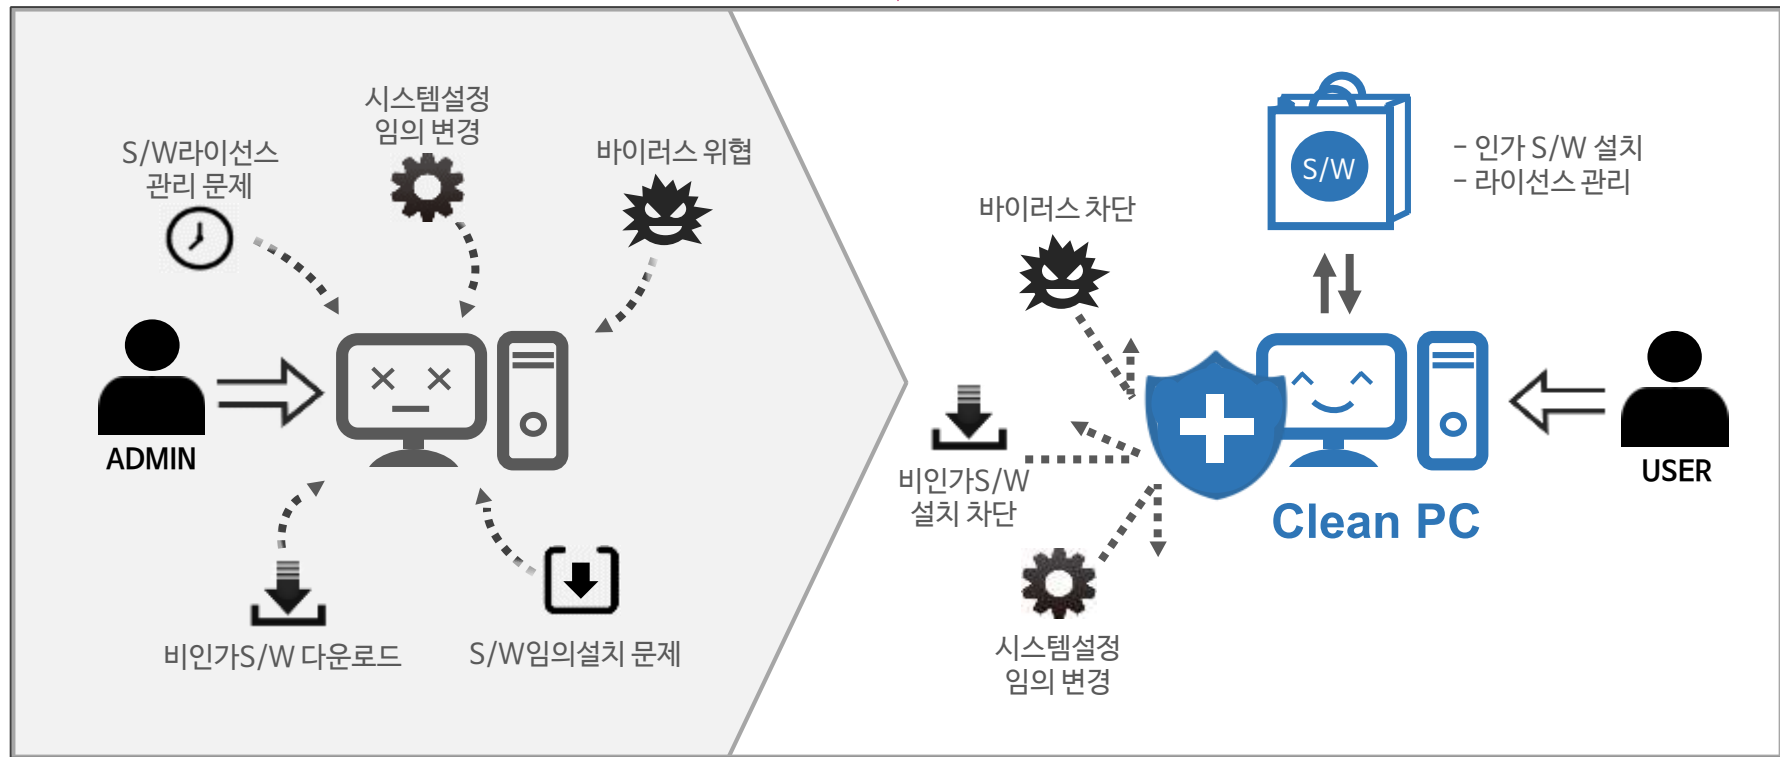 시스템설정
임의 변경
S/W라이선스
관리 문제
바이러스 위협
ADMIN
비인가S/W 다운로드
S/W임의설치 문제
S/W
- 인가 S/W 설치
- 라이선스 관리
바이러스 차단
비인가S/W
설치 차단
시스템설정
임의 변경
Clean PC
USER